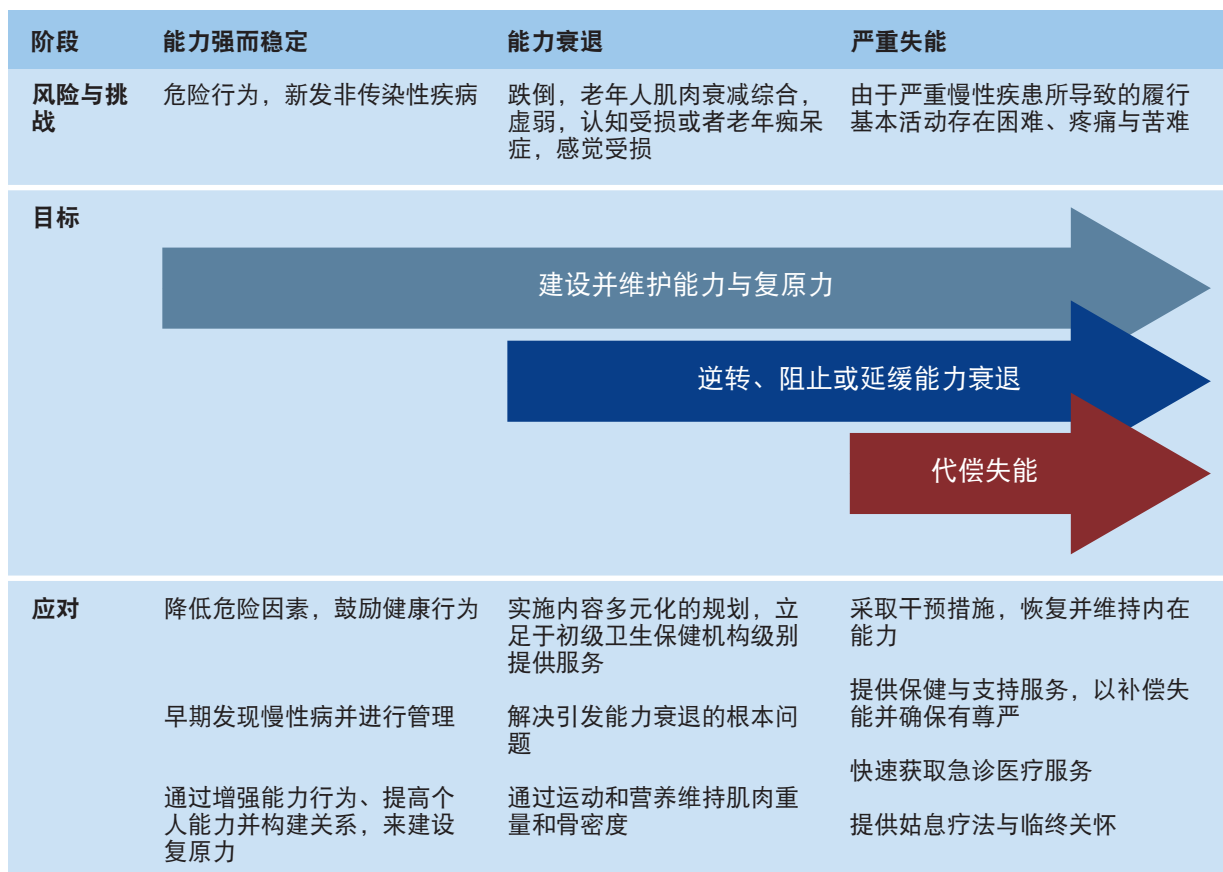 阶段
能力强而稳定
能力衰退
严重失能
风险与挑
战
危险行为，新发非传染性疾病
跌倒，老年人肌肉衰减综合，
虚弱，认知受损或者老年痴呆
症，感觉受损
由于严重慢性疾患所导致的履行
基本活动存在困难、疼痛与苦难
目标
建设并维护能力与复原力
逆转、阻止或延缓能力衰退
代偿失能
应对
降低危险因素，鼓励健康行为
早期发现慢性病并进行管理
通过增强能力行为、提高个
人能力并构建关系，来建设
复原力
实施内容多元化的规划，立
足于初级卫生保健机构级别
提供服务
解决引发能力衰退的根本问
题
通过运动和营养维持肌肉重
量和骨密度
采取干预措施，恢复并维持内在
能力
提供保健与支持服务，以补偿失
能并确保有尊严
快速获取急诊医疗服务
提供姑息疗法与临终关怀